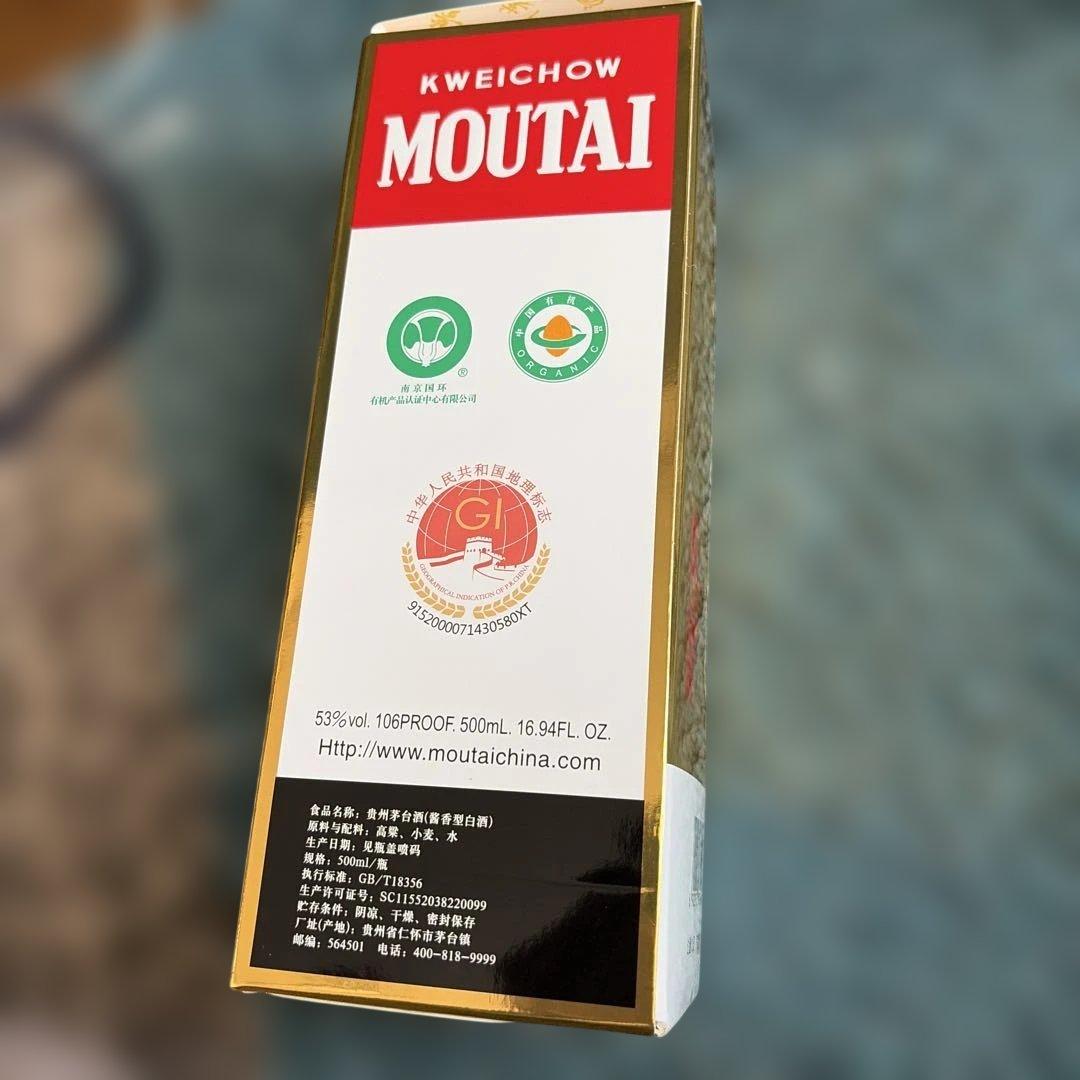 KWEICHOW
MOUTAI
®
南京国环
有机产品认证中心有限公司
中国有机产品
ORGANIC
中华人民共和国地理标志
GI
GEOGRAPHICAL INDICATION OF P.R.CHINA
9152000071430580XT
53%vol. 106PROOF. 500mL. 16.94FL. OZ.
Http://www.moutaichina.com
食品名称：贵州茅台酒(酱香型白酒)
原料与配料：高粱、小麦、水
生产日期：见瓶盖喷码
规格：500ml/瓶
执行标准：GB/T18356
生产许可证号：SC11552038220099
贮存条件：阴凉、干燥、密封保存
厂址(产地)：贵州省仁怀市茅台镇
邮编：564501 电话：400-818-9999